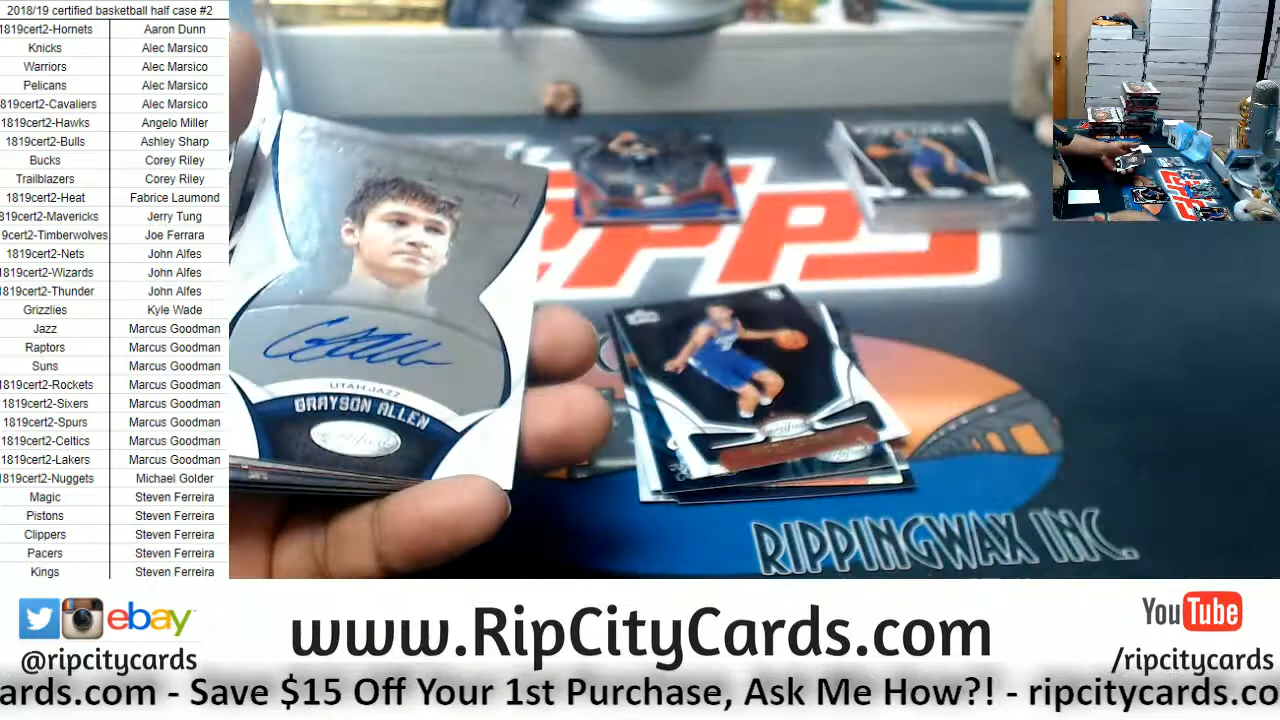 2018/19 certified basketball half case #2
1819cert2-Hornets Aaron Dunn
Knicks Alec Marsico
Warriors Alec Marsico
Pelicans Alec Marsico
819cert2-Cavaliers Alec Marsico
1819cert2-Hawks Angelo Miller
1819cert2-Bulls Ashley Sharp
Bucks Corey Riley
Trailblazers Corey Riley
1819cert2-Heat Fabrice Laumond
819cert2-Mavericks Jerry Tung
9cert2-Timberwolves Joe Ferrara
1819cert2-Nets John Alfes
1819cert2-Wizards John Alfes
1819cert2-Thunder John Alfes
Grizzlies Kyle Wade
Jazz Marcus Goodman
Raptors Marcus Goodman
Suns Marcus Goodman
1819cert2-Rockets Marcus Goodman
1819cert2-Sixers Marcus Goodman
1819cert2-Spurs Marcus Goodman
1819cert2-Celtics Marcus Goodman
1819cert2-Lakers Marcus Goodman
1819cert2-Nuggets Michael Golder
Magic Steven Ferreira
Pistons Steven Ferreira
Clippers Steven Ferreira
Pacers Steven Ferreira
Kings Steven Ferreira
UTAH JAZZ
GRAYSON ALLEN
Certified
RIPPINGWAX INC.
ebay
@ripcitycards
www.RipCityCards.com
YouTube
/ripcitycards
cards.com - Save $15 Off Your 1st Purchase, Ask Me How?! - ripcitycards.co